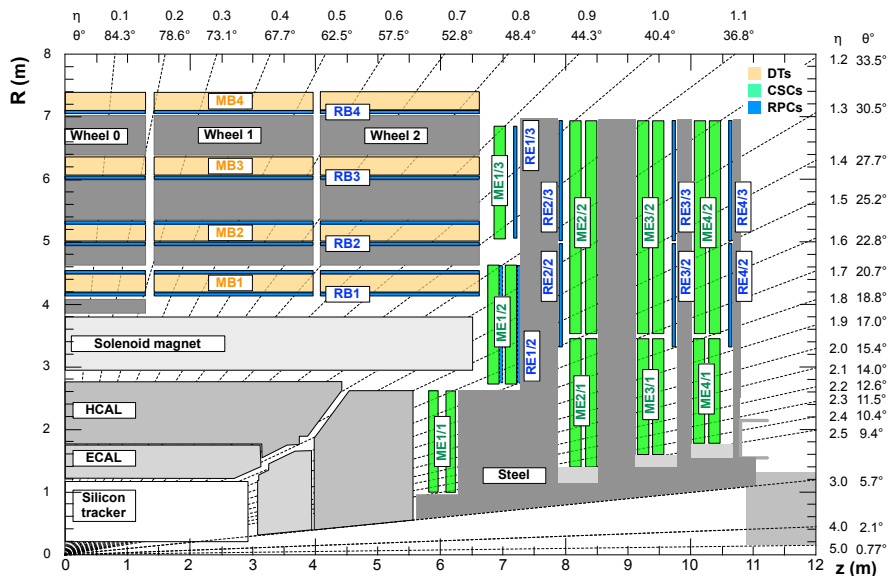 η 0.1 0.2 0.3 0.4 0.5 0.6 0.7 0.8 0.9 1.0 1.1 η θ°
θ° 84.3° 78.6° 73.1° 67.7° 62.5° 57.5° 52.8° 48.4° 44.3° 40.4° 36.8°
1.2 33.5°
1.3 30.5°
1.4 27.7°
1.5 25.2°
1.6 22.8°
1.7 20.7°
1.8 18.8°
1.9 17.0°
2.0 15.4°
2.1 14.0°
2.2 12.6°
2.3 11.5°
2.4 10.4°
2.5 9.4°
3.0 5.7°
4.0 2.1°
5.0 0.77°
R (m)
8
7
6
5
4
3
2
1
0
DTs
CSCs
RPCs
MB4
RB4
Wheel 0
Wheel 1
Wheel 2
MB3
RB3
MB2
RB2
MB1
RB1
Solenoid magnet
HCAL
ECAL
Silicon
tracker
Steel
ME1/3
RE1/3
ME1/2
RE1/2
ME1/1
RE2/3
RE2/2
ME2/2
ME2/1
ME3/2
ME3/1
RE3/3
RE3/2
ME4/2
ME4/1
RE4/3
RE4/2
0 1 2 3 4 5 6 7 8 9 10 11 12
z (m)